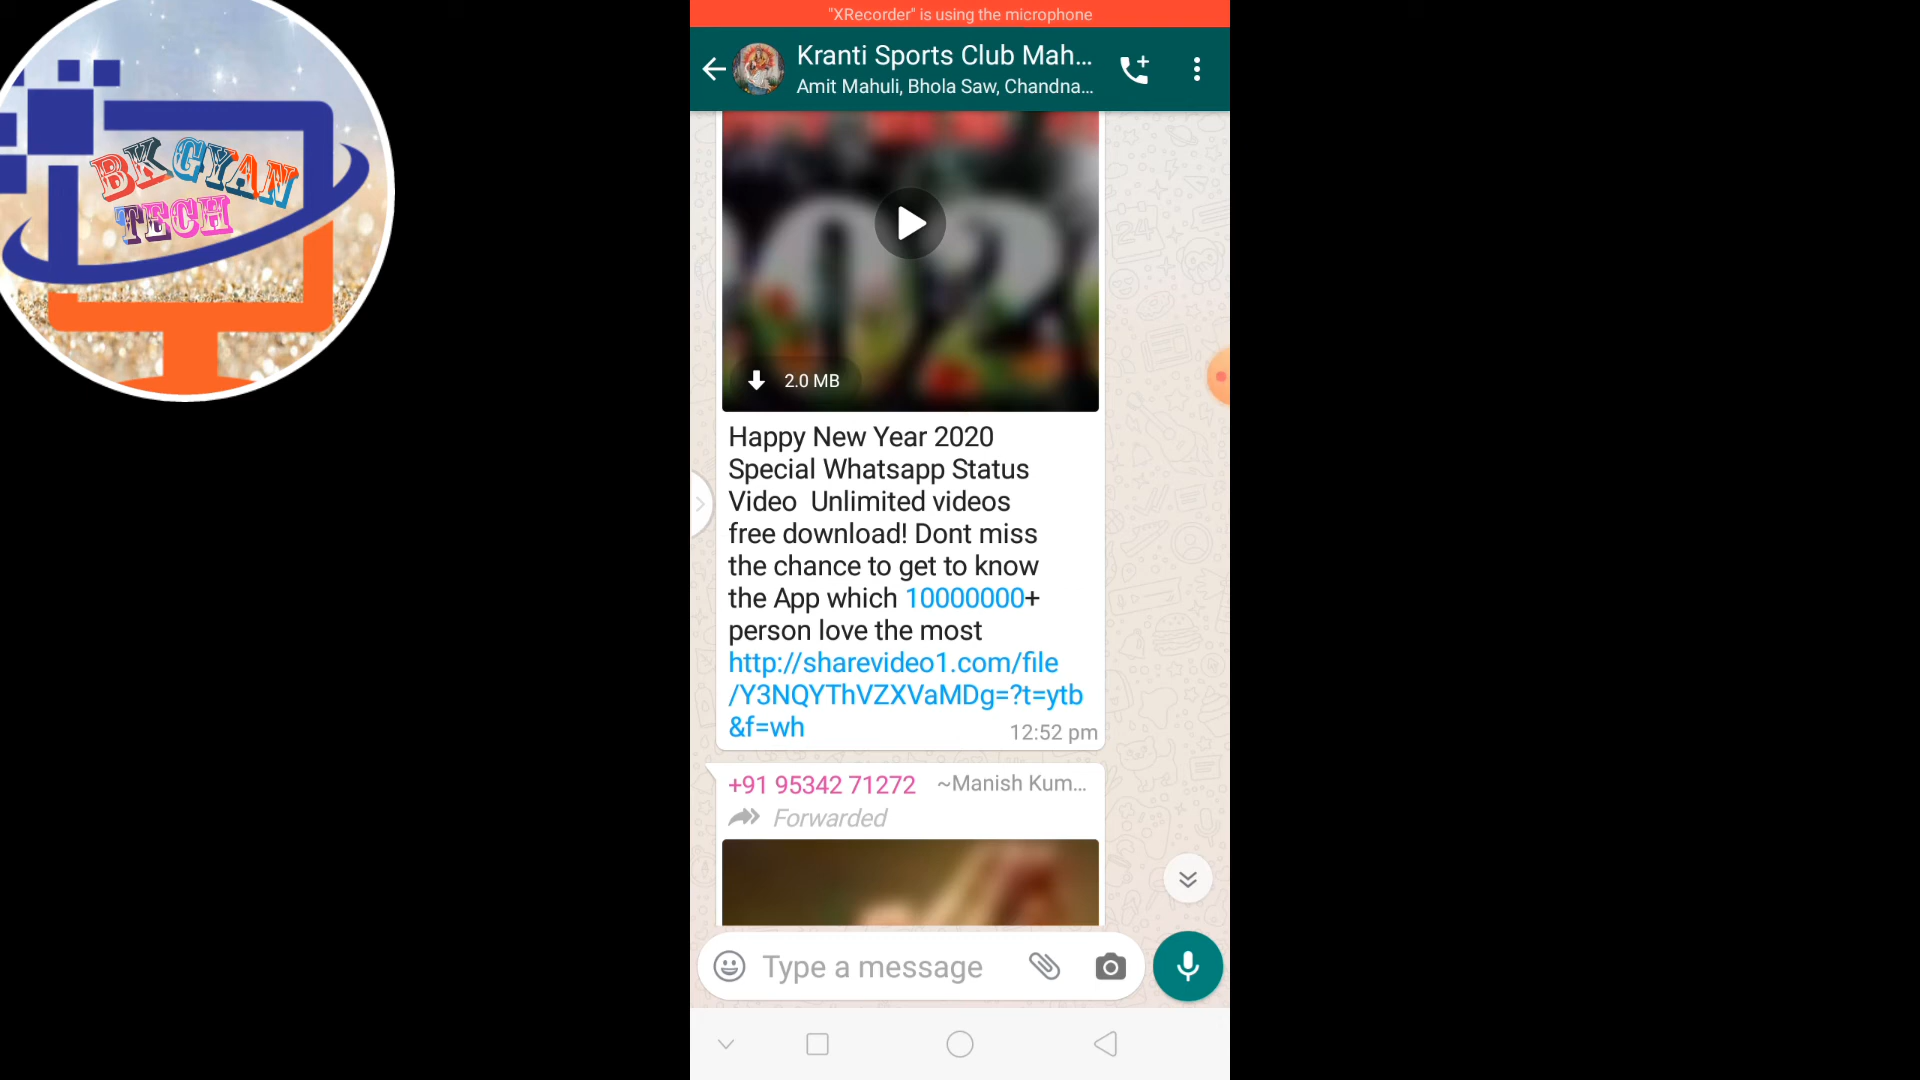 "XRecorder" is using the microphone
Kranti Sports Club Mah...
Amit Mahuli, Bhola Saw, Chandna...
BK GYAN
TECH
2.0 MB
Happy New Year 2020
Special Whatsapp Status
Video  Unlimited videos
free download! Dont miss
the chance to get to know
the App which 10000000+
person love the most
http://sharevideo1.com/file
/Y3NQYThVZXVaMDg=?t=ytb
&f=wh
12:52 pm
+91 95342 71272 ~Manish Kum...
Forwarded
Type a message